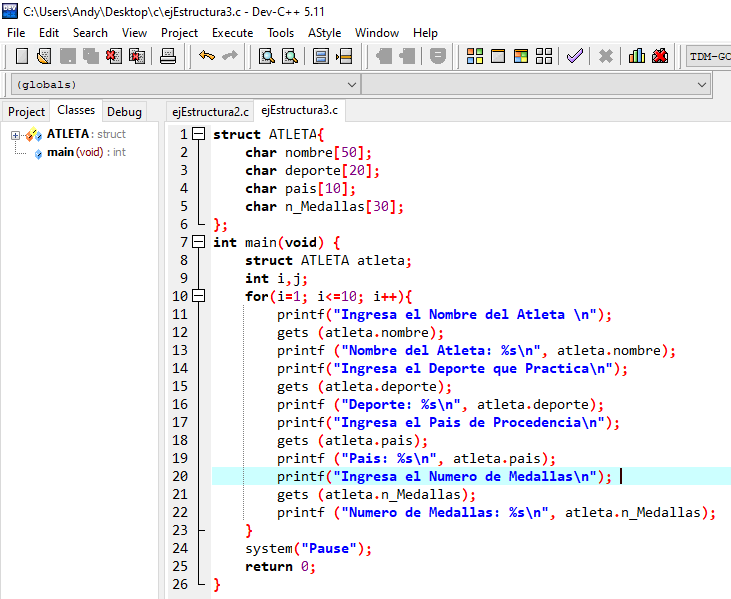 C:\Users\Andy\Desktop\c\ejEstructura3.c - Dev-C++ 5.11
File Edit Search View Project Execute Tools AStyle Window Help
TDM-GC
(globals)
Project Classes Debug
ejEstructura2.c ejEstructura3.c
ATLETA : struct
main (void) : int
1 struct ATLETA{
2 char nombre[50];
3 char deporte[20];
4 char pais[10];
5 char n_Medallas[30];
6 };
7 int main(void) {
8 struct ATLETA atleta;
9 int i,j;
10 for(i=1; i<=10; i++){
11 printf("Ingresa el Nombre del Atleta \n");
12 gets (atleta.nombre);
13 printf ("Nombre del Atleta: %s\n", atleta.nombre);
14 printf("Ingresa el Deporte que Practica\n");
15 gets (atleta.deporte);
16 printf ("Deporte: %s\n", atleta.deporte);
17 printf("Ingresa el Pais de Procedencia\n");
18 gets (atleta.pais);
19 printf ("Pais: %s\n", atleta.pais);
20 printf("Ingresa el Numero de Medallas\n");
21 gets (atleta.n_Medallas);
22 printf ("Numero de Medallas: %s\n", atleta.n_Medallas);
23 }
24 system("Pause");
25 return 0;
26 }